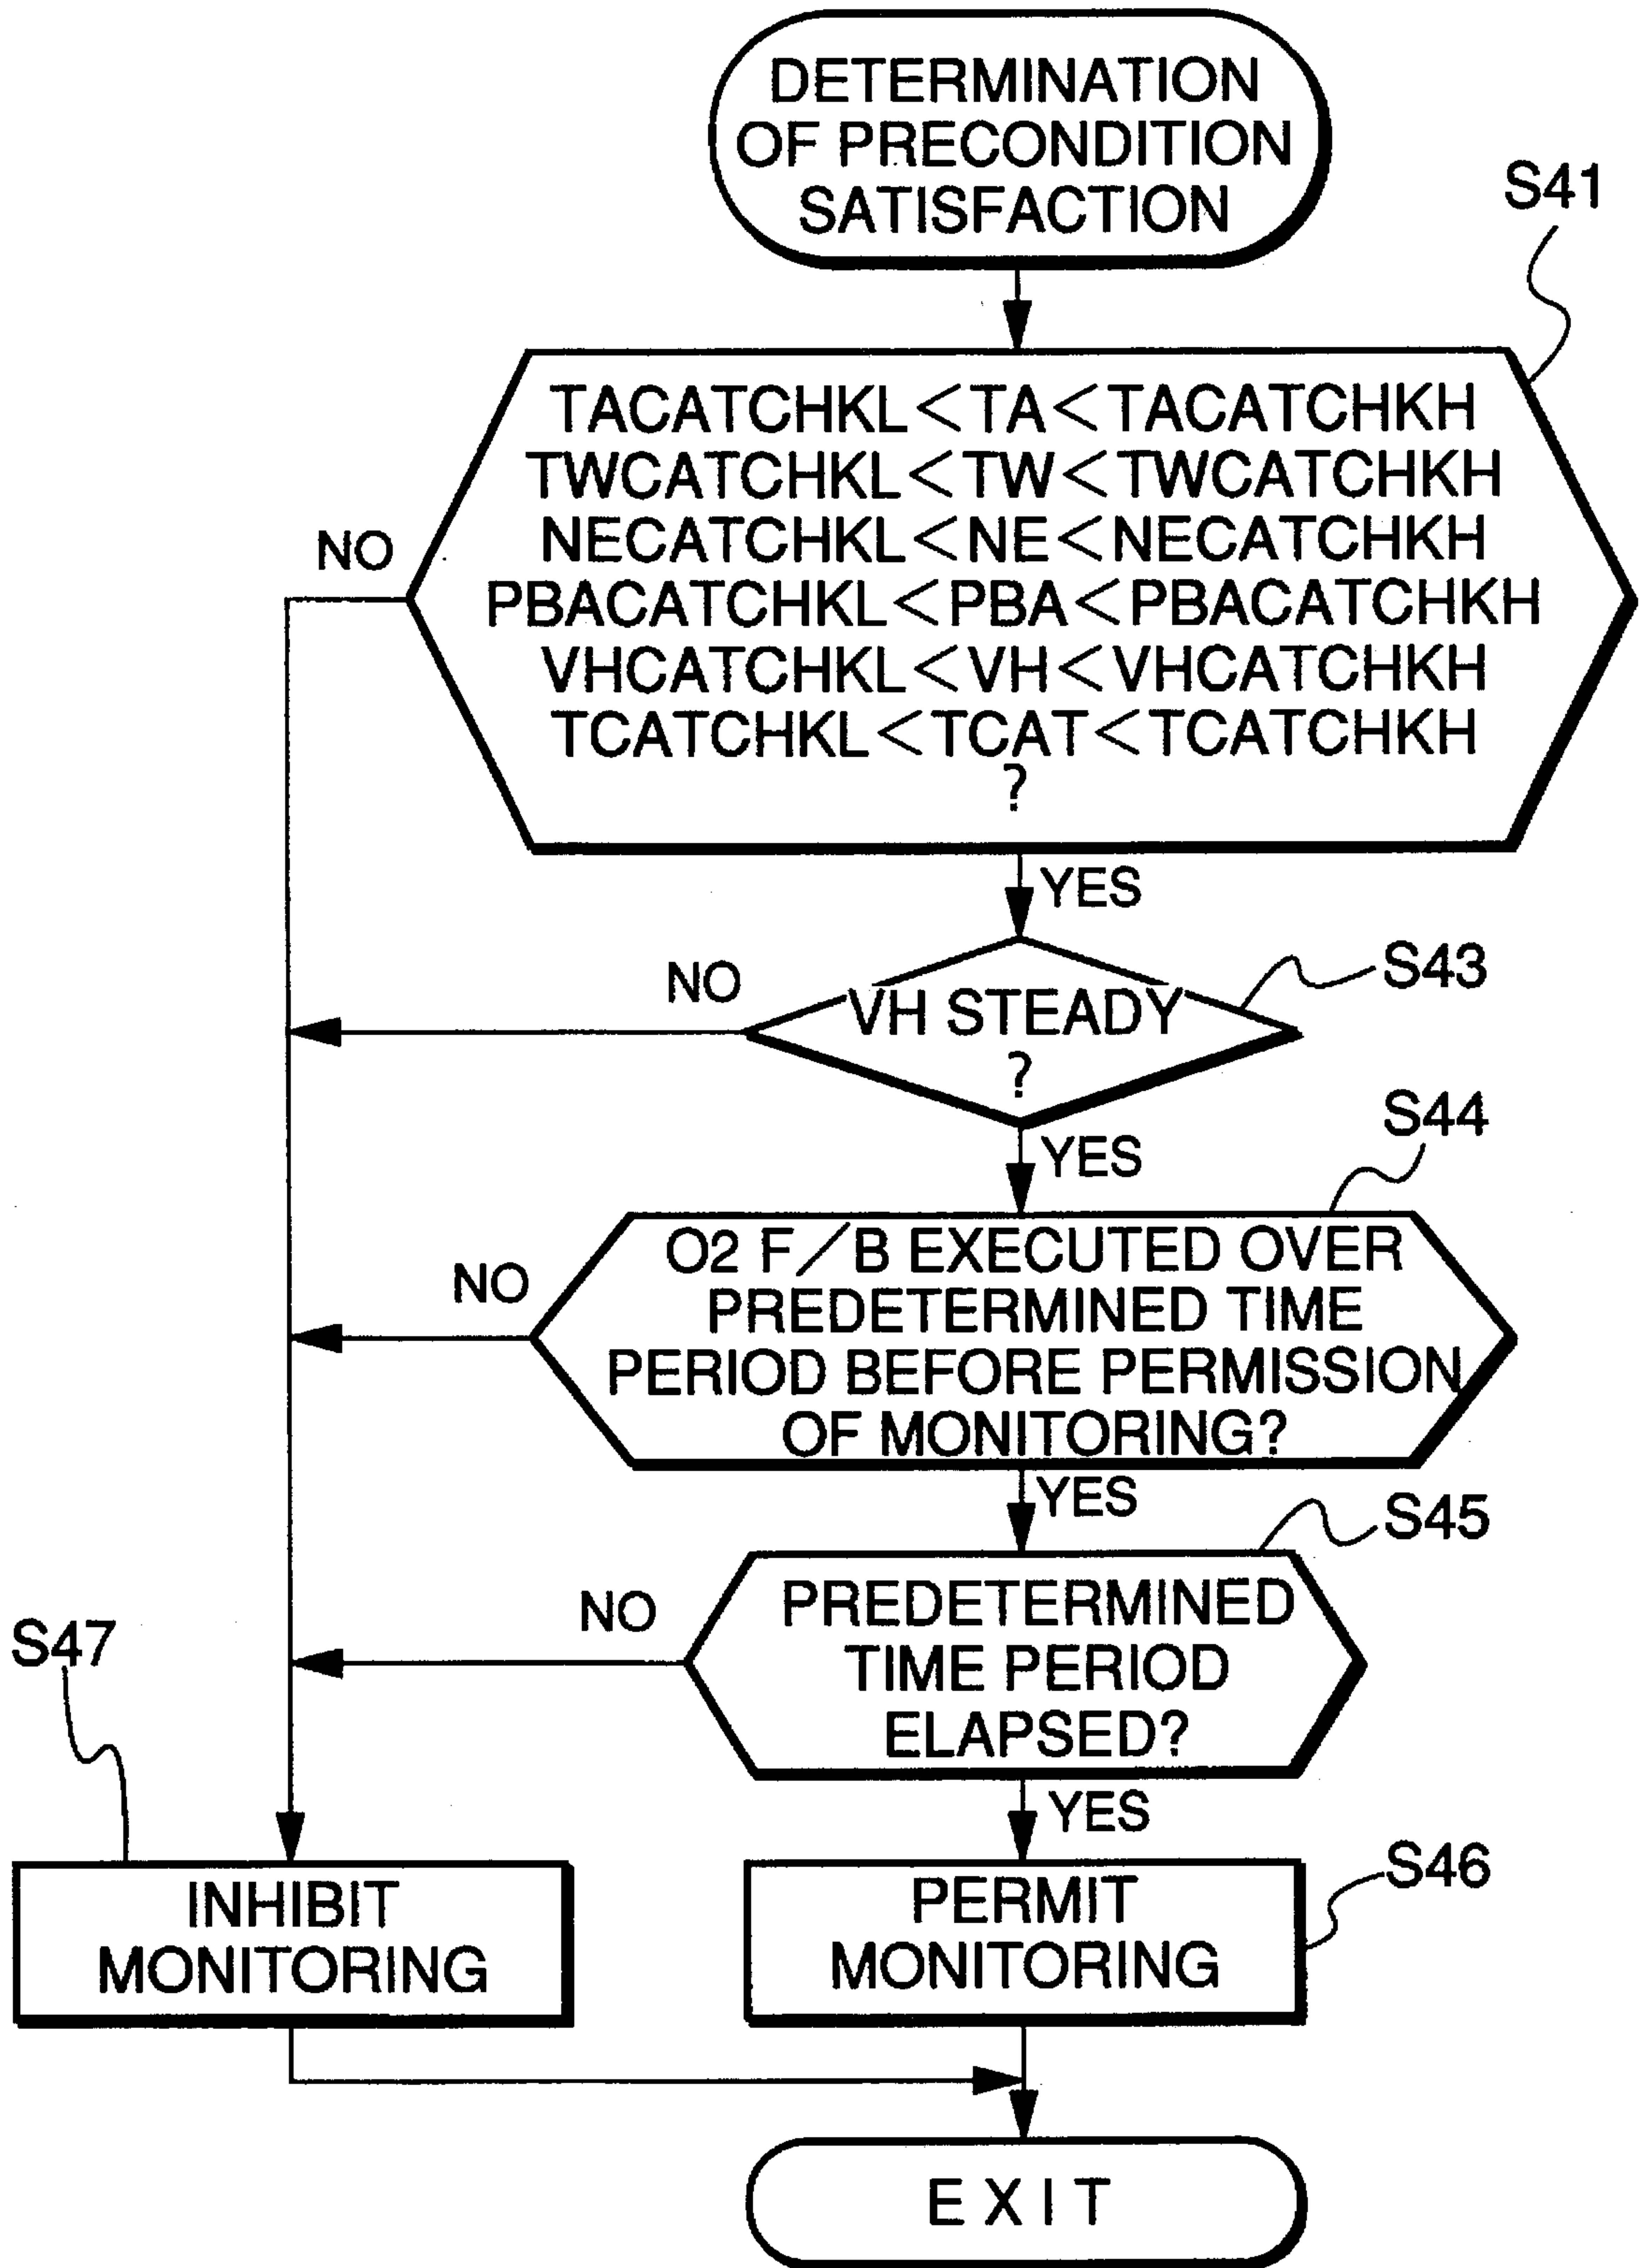 DETERMINATION
OF PRECONDITION
SATISFACTION
S41
TACATCHKL<TA<TACATCHKH
TWCATCHKL<TW<TWCATCHKH
NECATCHKL<NE<NECATCHKH
PBACATCHKL<PBA<PBACATCHKH
VHCATCHKL<VH<VHCATCHKH
TCATCHKL<TCAT<TCATCHKH
?
NO
YES
S43
NO
VH STEADY
?
YES
S44
NO
O2 F/B EXECUTED OVER
PREDETERMINED TIME
PERIOD BEFORE PERMISSION
OF MONITORING?
YES
S45
NO
PREDETERMINED
TIME PERIOD
ELAPSED?
YES
S47
INHIBIT
MONITORING
S46
PERMIT
MONITORING
EXIT